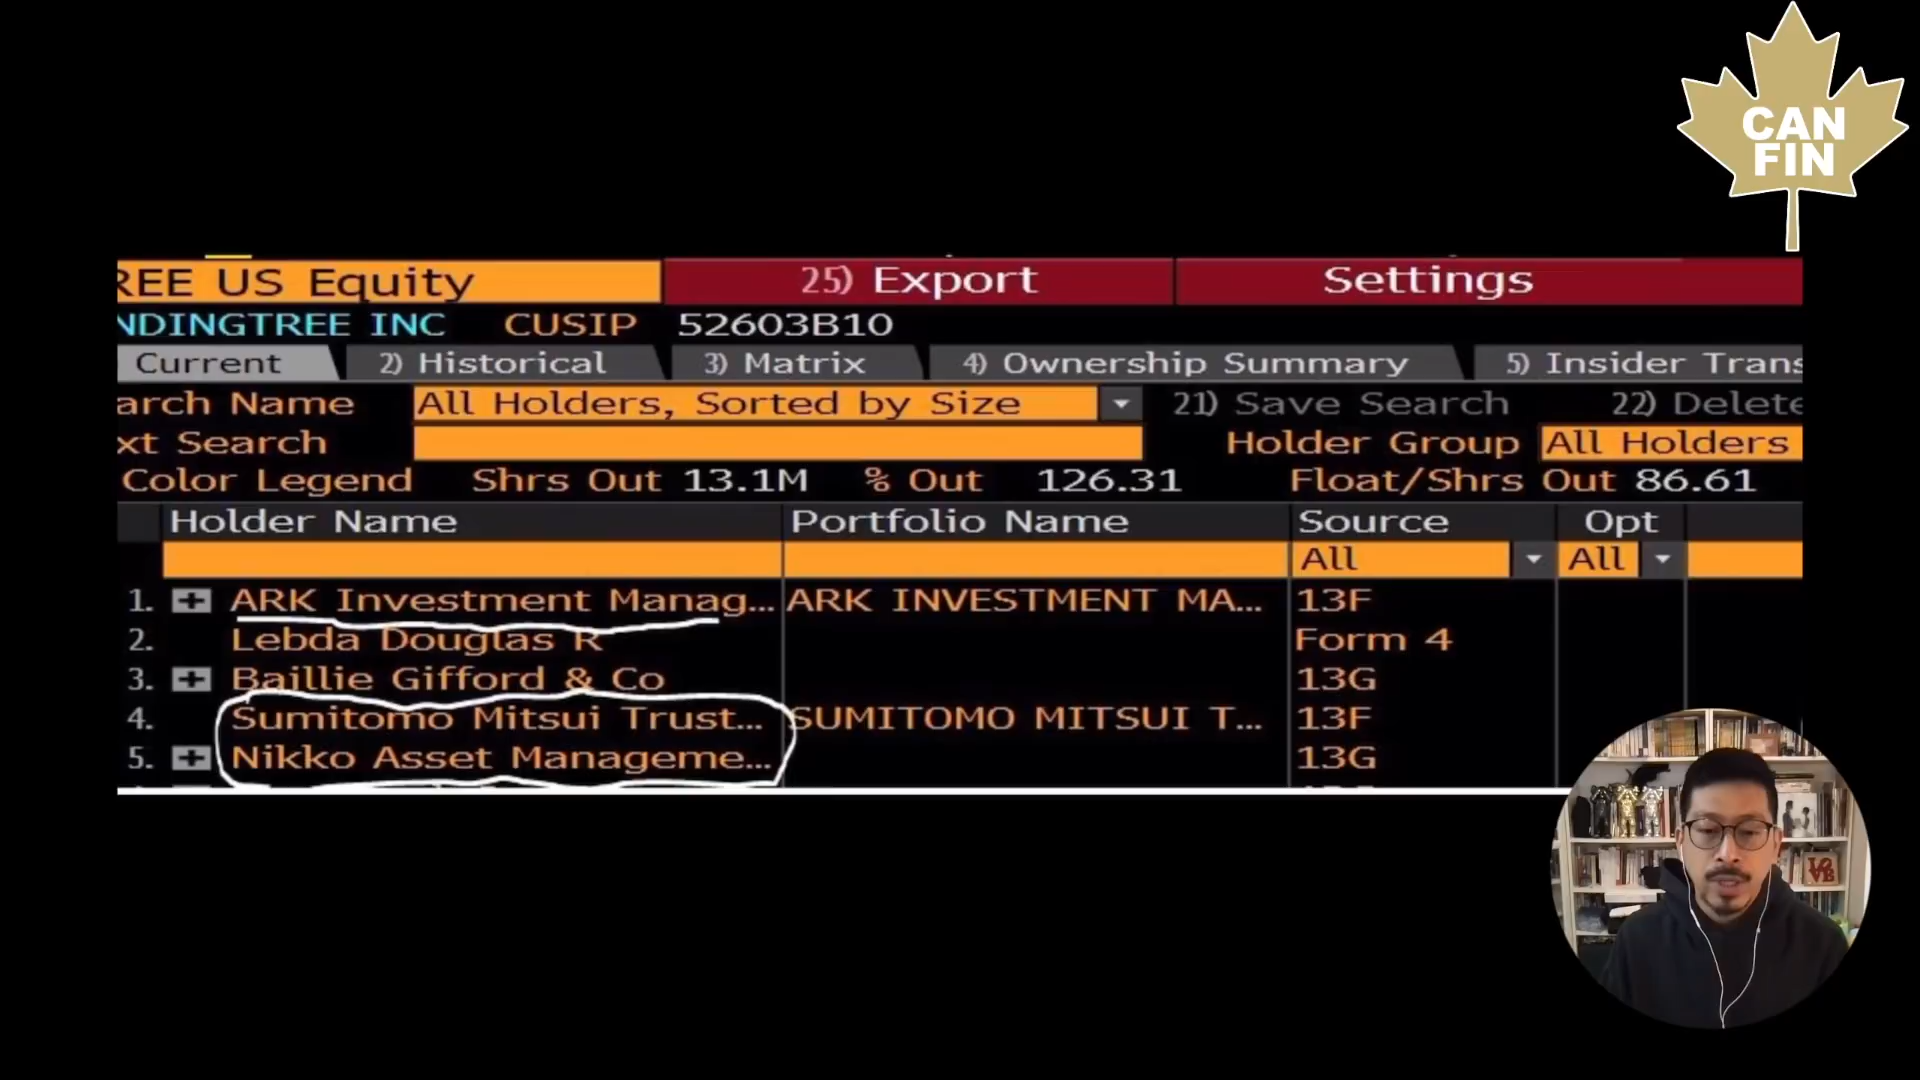 CAN
FIN
REE US Equity 25) Export Settings
NDINGTREE INC CUSIP 52603B10
Current 2) Historical 3) Matrix 4) Ownership Summary 5) Insider Trans
arch Name All Holders, Sorted by Size 21) Save Search 22) Delete
xt Search Holder Group All Holders
Color Legend Shrs Out 13.1M % Out 126.31 Float/Shrs Out 86.61
Holder Name Portfolio Name Source Opt
All All
1. ARK Investment Manag... ARK INVESTMENT MA... 13F
2. Lebda Douglas R Form 4
3. Baillie Gifford & Co 13G
4. Sumitomo Mitsui Trust... SUMITOMO MITSUI T... 13F
5. Nikko Asset Manageme... 13G
LOVE